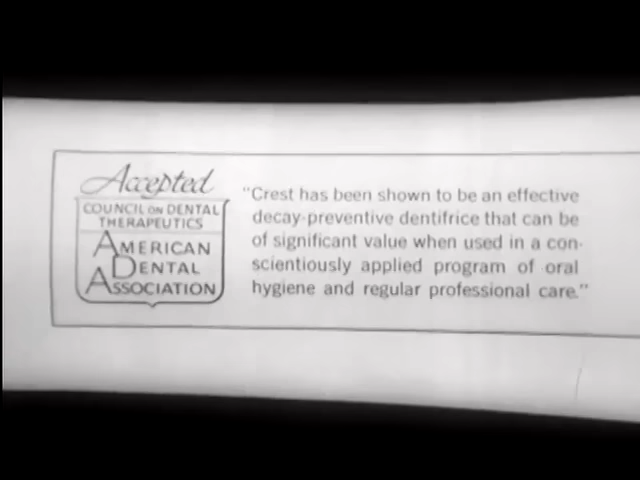 Accepted
COUNCIL ON DENTAL
THERAPEUTICS
AMERICAN
DENTAL
ASSOCIATION
"Crest has been shown to be an effective
decay-preventive dentifrice that can be
of significant value when used in a con-
scientiously applied program of oral
hygiene and regular professional care."